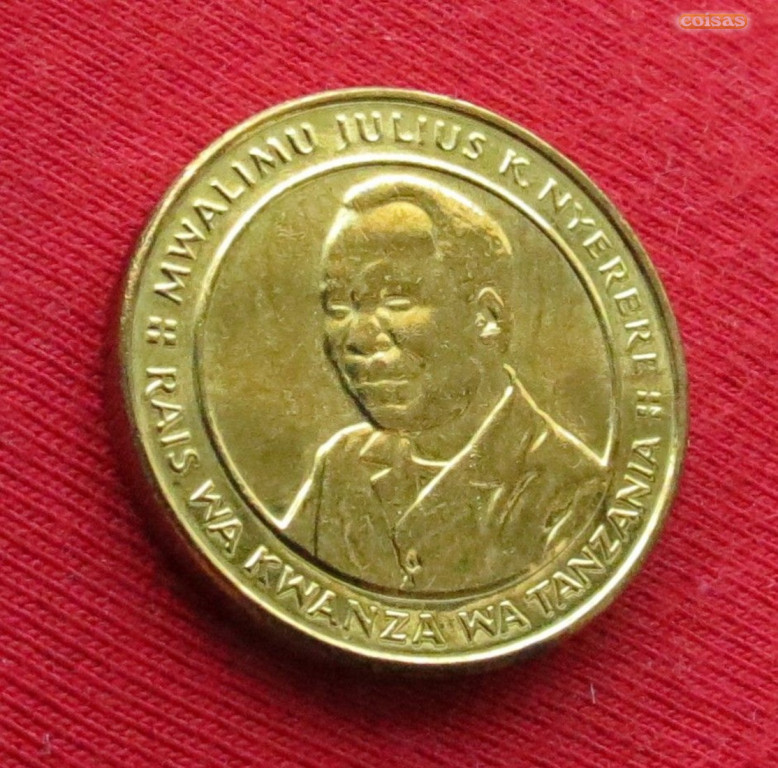 coisas
MWALIMU JULIUS K. NYERERE
RAIS WA KWANZA WA TANZANIA